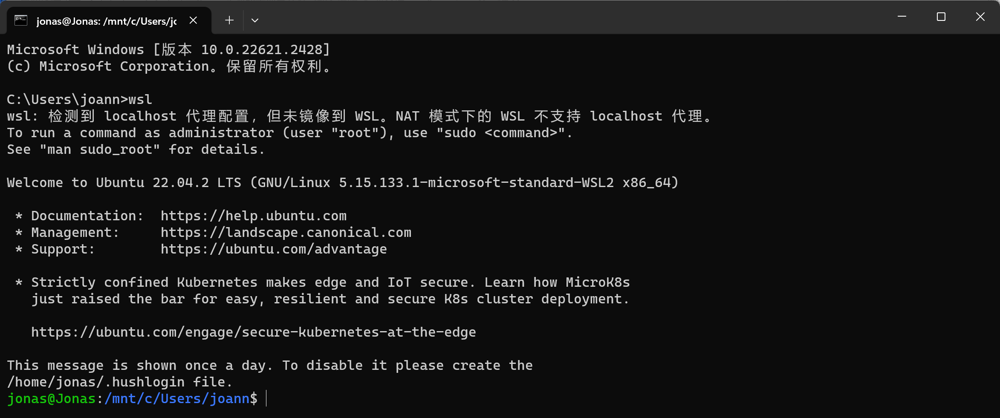 jonas@Jonas: /mnt/c/Users/jo
Microsoft Windows [版本 10.0.22621.2428]
(c) Microsoft Corporation。保留所有权利。
C:\Users\joann>wsl
wsl: 检测到 localhost 代理配置，但未镜像到 WSL。NAT 模式下的 WSL 不支持 localhost 代理。
To run a command as administrator (user "root"), use "sudo <command>".
See "man sudo_root" for details.
Welcome to Ubuntu 22.04.2 LTS (GNU/Linux 5.15.133.1-microsoft-standard-WSL2 x86_64)
* Documentation:  https://help.ubuntu.com
* Management:     https://landscape.canonical.com
* Support:        https://ubuntu.com/advantage
* Strictly confined Kubernetes makes edge and IoT secure. Learn how MicroK8s
just raised the bar for easy, resilient and secure K8s cluster deployment.
https://ubuntu.com/engage/secure-kubernetes-at-the-edge
This message is shown once a day. To disable it please create the
/home/jonas/.hushlogin file.
jonas@Jonas:/mnt/c/Users/joann$